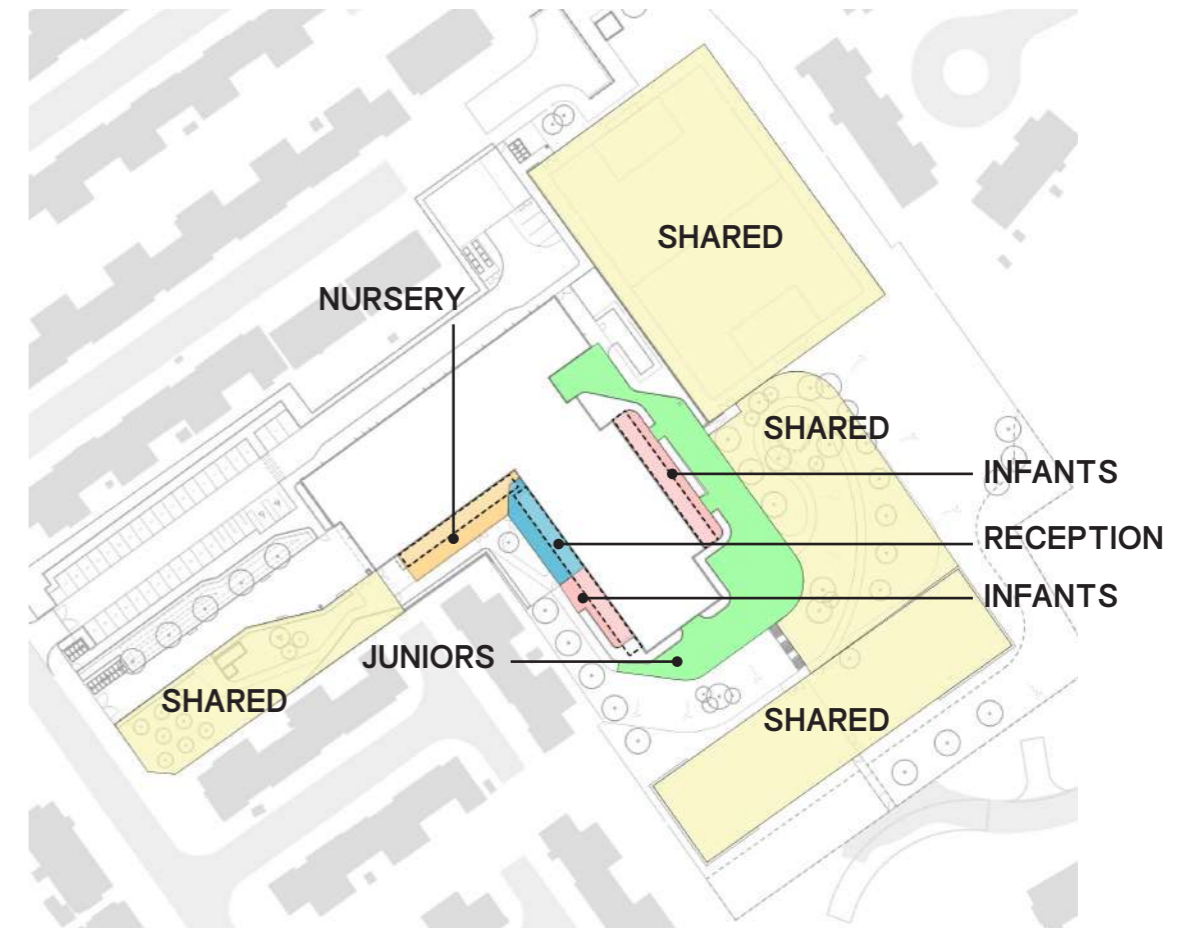 SHARED
NURSERY
SHARED
INFANTS
RECEPTION
INFANTS
JUNIORS
SHARED
SHARED